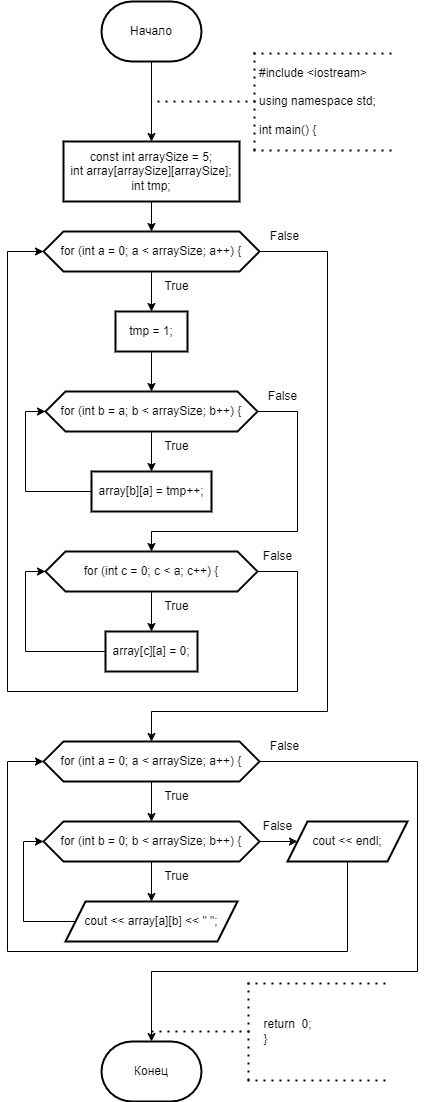 Начало
#include <iostream>
using namespace std;
int main() {
const int arraySize = 5;
int array[arraySize][arraySize];
int tmp;
for (int a = 0; a < arraySize; a++) {
False
True
tmp = 1;
for (int b = a; b < arraySize; b++) {
False
True
array[b][a] = tmp++;
for (int c = 0; c < a; c++) {
False
True
array[c][a] = 0;
for (int a = 0; a < arraySize; a++) {
False
True
for (int b = 0; b < arraySize; b++) {
False
cout << endl;
True
cout << array[a][b] << " ";
return  0;
}
Конец